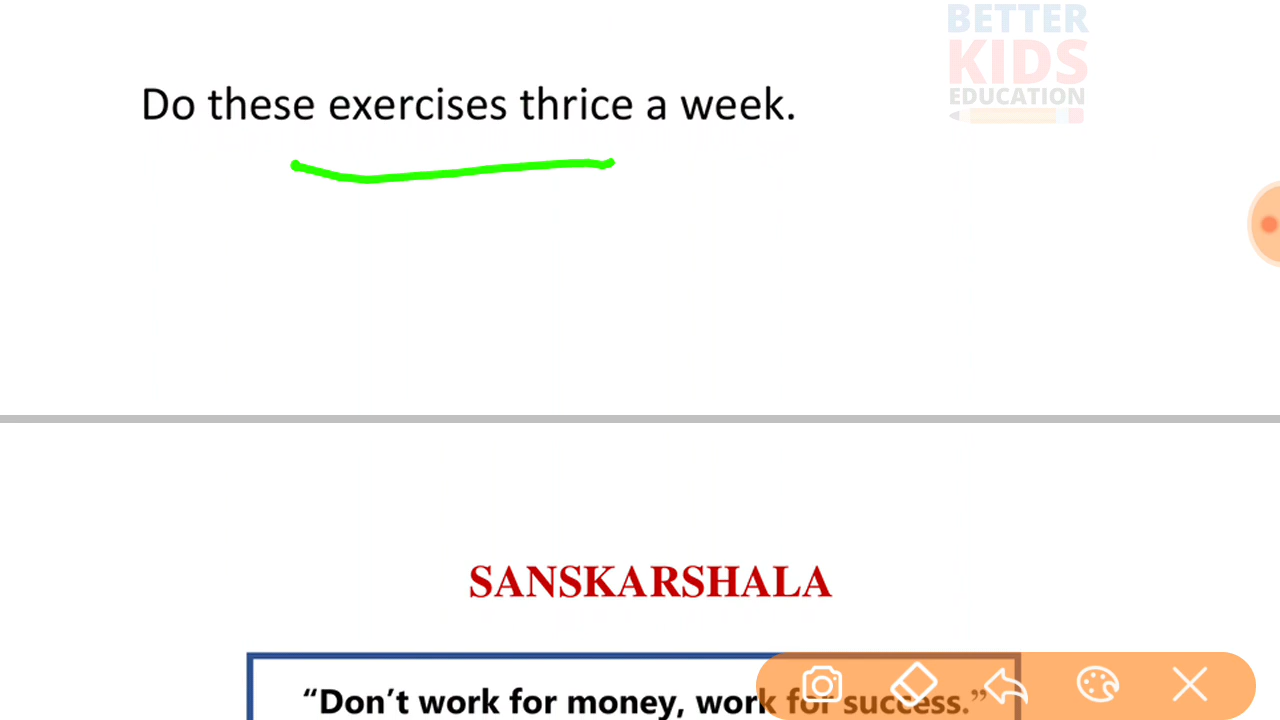 BETTER
KIDS
EDUCATION
Do these exercises thrice a week.
SANSKARSHALA
“Don’t work for money, work for success.”